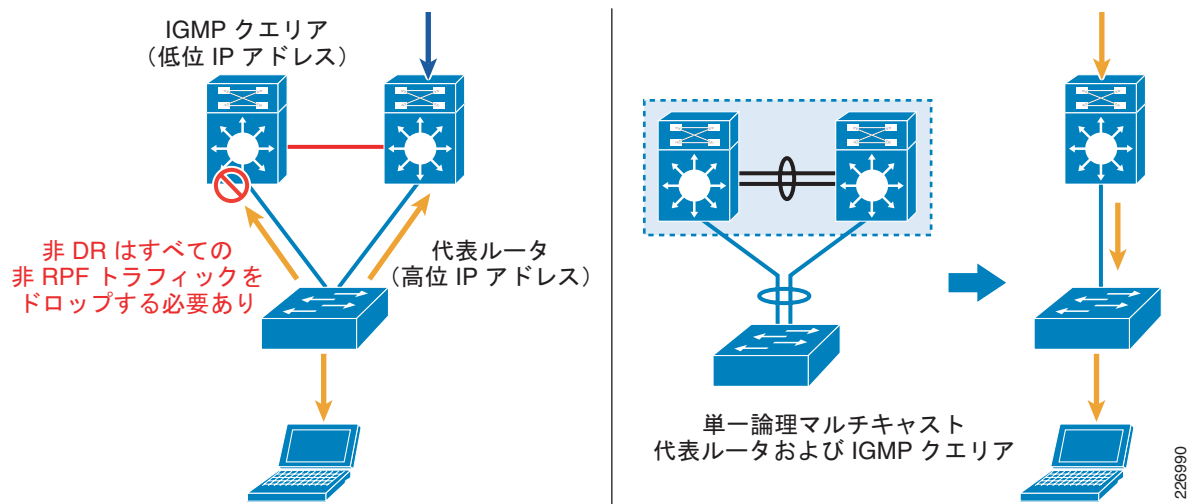 IGMP クエリア
（低位 IP アドレス）
非 DR はすべての
非 RPF トラフィックを
ドロップする必要あり
代表ルータ
（高位 IP アドレス）
単一論理マルチキャスト
代表ルータおよび IGMP クエリア
226990